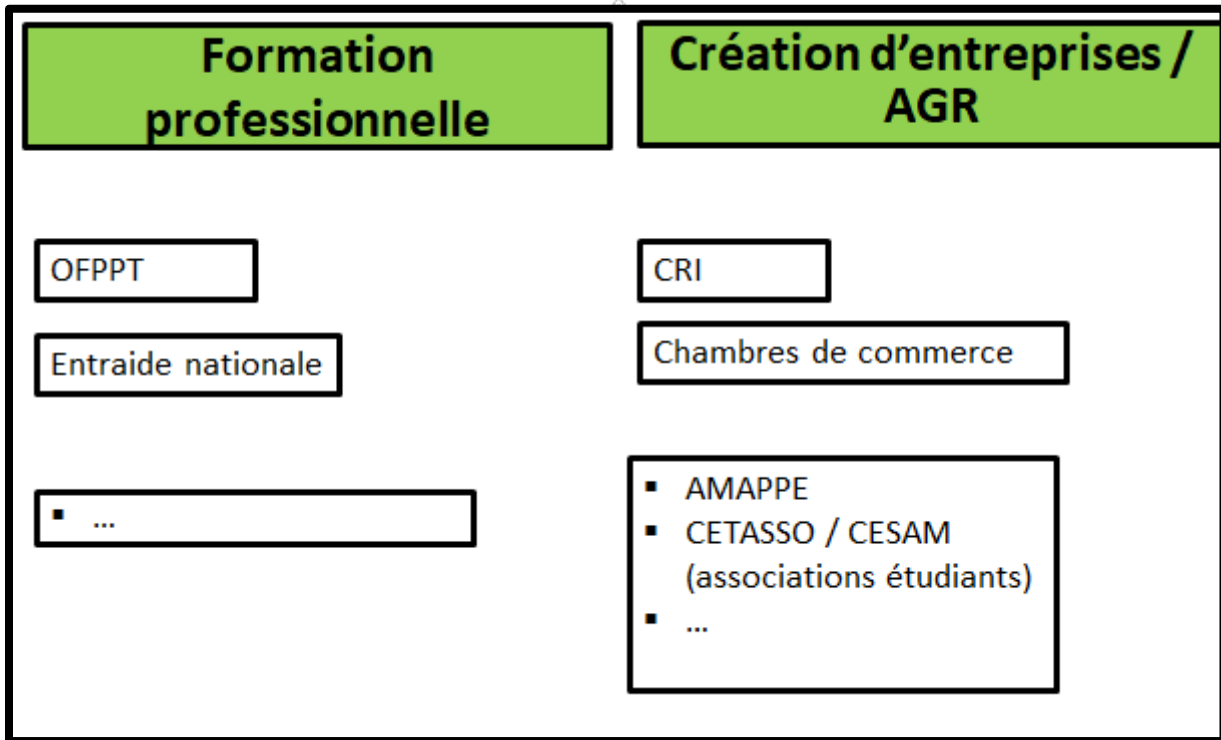 Formation
professionnelle
Création d'entreprises /
AGR
OFPPT
Entraide nationale
▪ ...
CRI
Chambres de commerce
▪ AMAPPE
▪ CETASSO / CESAM
(associations étudiants)
▪ ...